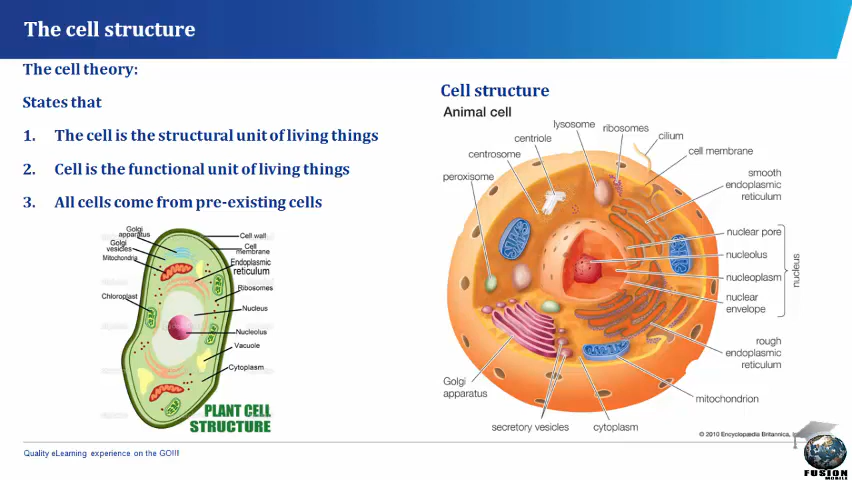 The cell structure
The cell theory:
States that
1. The cell is the structural unit of living things
2. Cell is the functional unit of living things
3. All cells come from pre-existing cells
Golgi
apparatus
Golgi
vesicles
Mitochondria
Chloroplast
Cell wall
Cell
membrane
Endoplasmic
reticulum
Ribosomes
Nucleus
Nucleolus
Vacuole
Cytoplasm
PLANT CELL
STRUCTURE
Cell structure
Animal cell
lysosome
ribosomes
cilium
centriole
cell membrane
centrosome
peroxisome
smooth
endoplasmic
reticulum
nuclear pore
nucleolus
nucleoplasm
nuclear
envelope
nucleus
rough
endoplasmic
reticulum
mitochondrion
Golgi
apparatus
secretory vesicles
cytoplasm
© 2010 Encyclopædia Britannica,
Quality eLearning experience on the GO!!!
FUSION
MOBILE